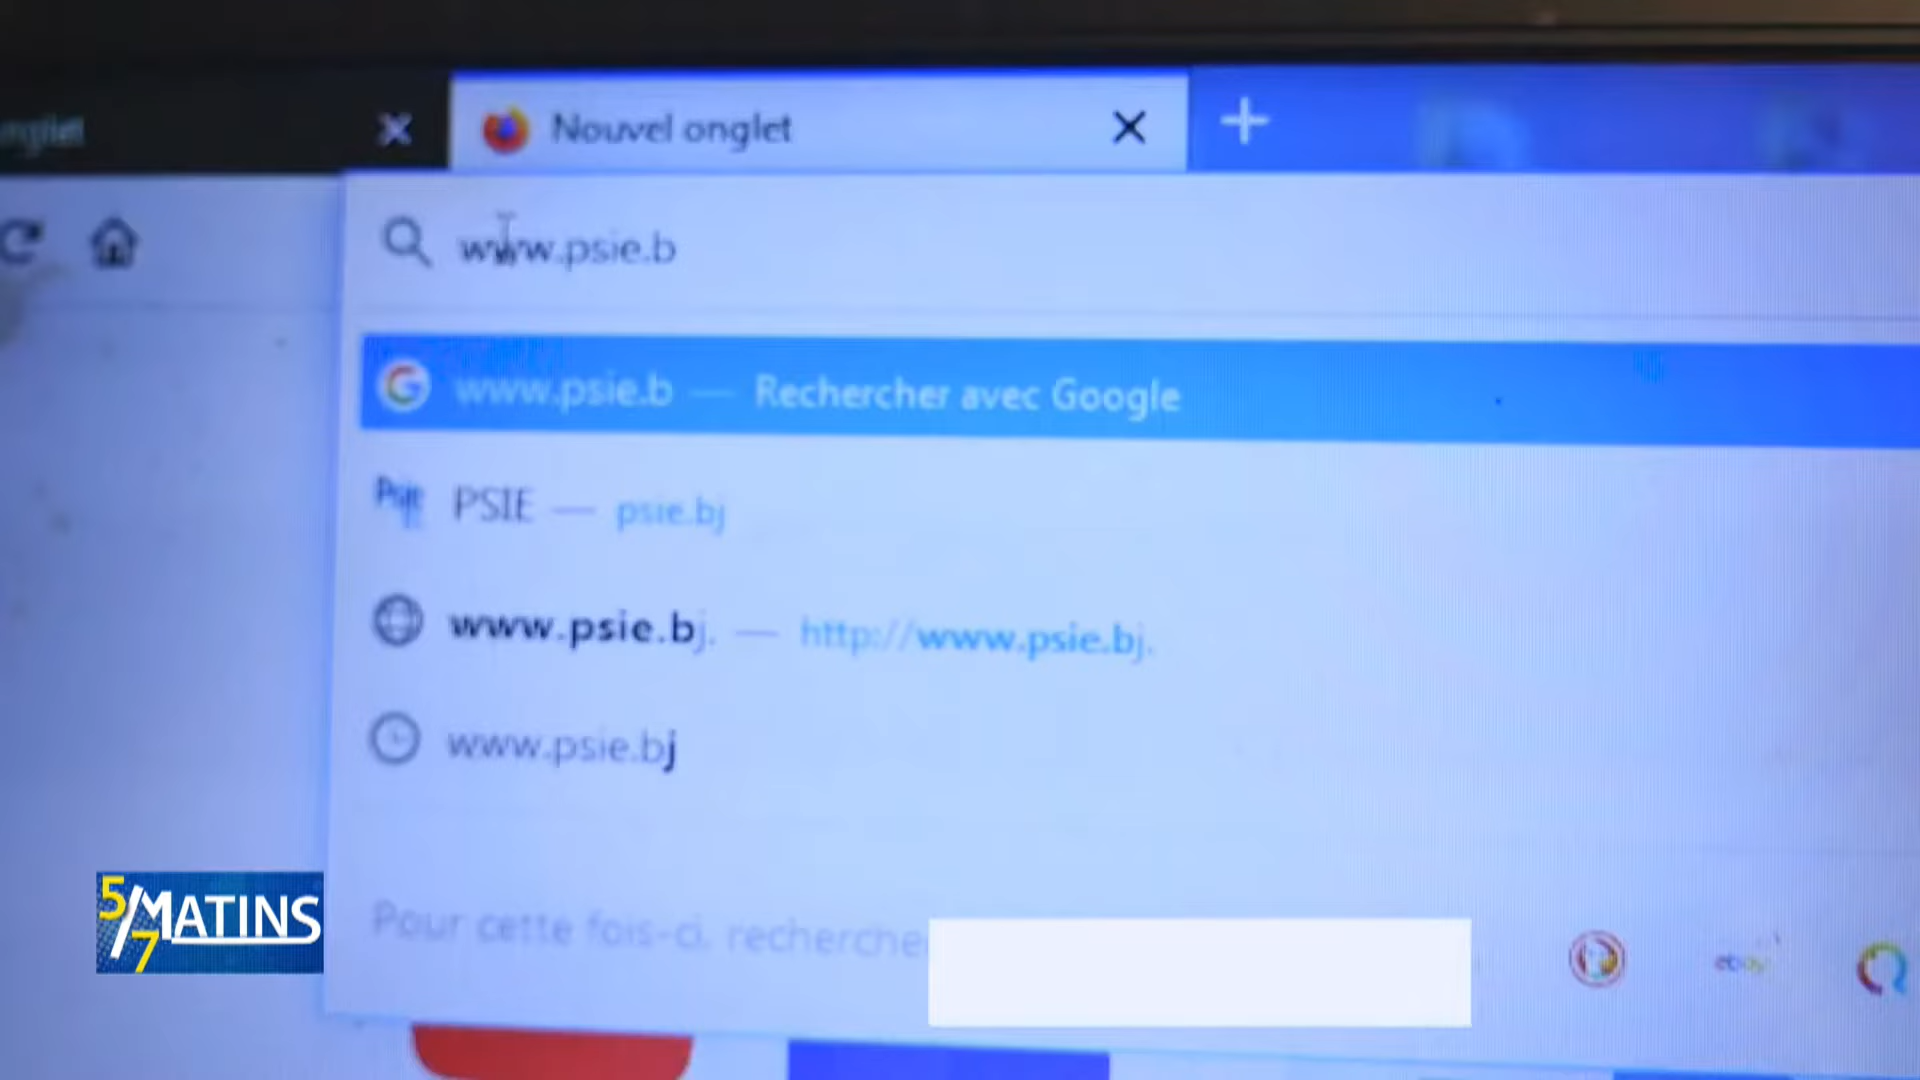 Nouvel onglet
www.psie.b
www.psie.b — Rechercher avec Google
PSIE — psie.bj
www.psie.bj. — http://www.psie.bj.
www.psie.bj
Pour cette fois-ci, recherche
ebay
5/7 MATINS